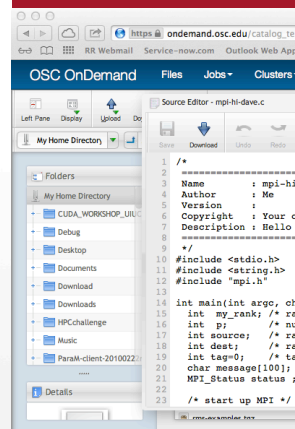 https ondemand.osc.edu/catalog_te
RR Webmail Service-now.com Outlook Web App
OSC OnDemand Files Jobs Clusters
Left Pane Display Upload Do
My Home Directory
Folders
My Home Directory
CUDA_WORKSHOP_UIUC
Debug
Desktop
Documents
Download
Downloads
HPCchallenge
Music
ParaM-client-2010022
Details
Source Editor - mpi-hi-dave.c
Save Download Undo Redo
1 /*
2 ======================
3 Name : mpi-hi
4 Author : Me
5 Version :
6 Copyright : Your c
7 Description : Hello
8 ======================
9 */
10 #include <stdio.h>
11 #include <string.h>
12 #include "mpi.h"
13
14 int main(int argc, ch
15 int my_rank; /* ra
16 int p; /* nu
17 int source; /* ra
18 int dest; /* ra
19 int tag=0; /* ta
20 char message[100];
21 MPI_Status status ;
22
23 /* start up MPI */
rms-examples.tgz